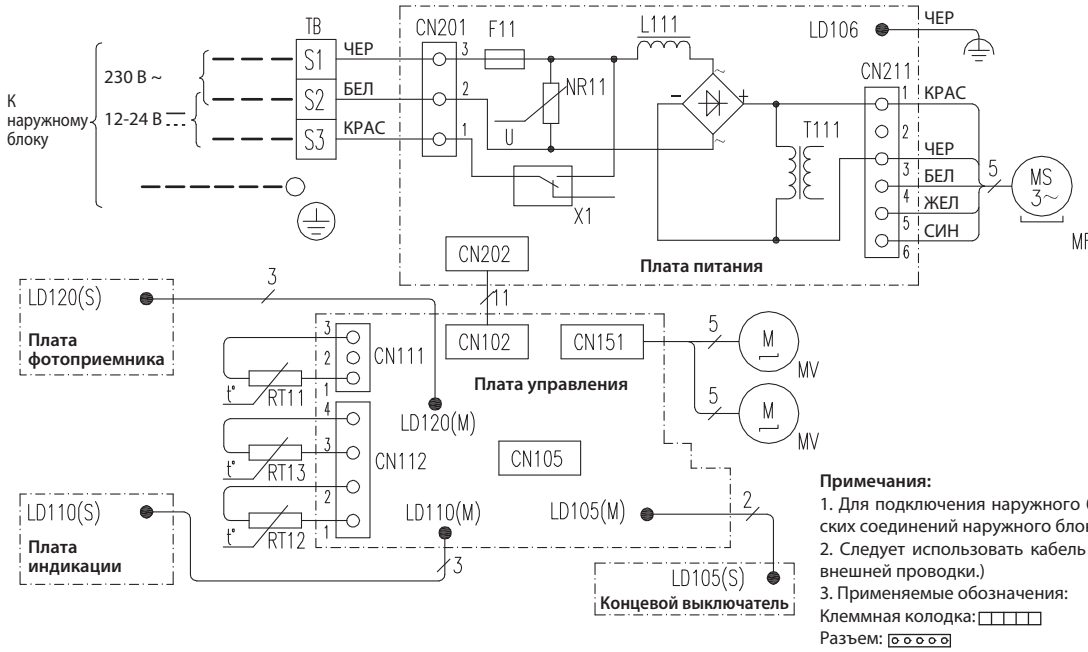 К
наружному
блоку
230 В ~
12-24 В
TB
S1
S2
S3
ЧЕР
БЕЛ
КРАС
CN201
3
2
1
F11
NR11
U
X1
L111
~
~
−
+
T111
LD106
ЧЕР
CN211
1
2
3
4
5
6
КРАС
ЧЕР
БЕЛ
ЖЕЛ
СИН
5
MS
3~
MF
Плата питания
CN202
11
CN102
CN151
Плата управления
5
M
MV
5
M
MV
LD120(S)
3
Плата
фотоприемника
3
2
1
CN111
t°
RT11
LD120(M)
4
3
2
1
CN112
t°
RT13
t°
RT12
CN105
LD110(S)
Плата
индикации
LD110(M)
3
LD105(M)
2
LD105(S)
Концевой выключатель
Примечания:
1. Для подключения наружного
ских соединений наружного
2. Следует использовать кабель
внешней проводки.)
3. Применяемые обозначения:
Клеммная колодка:
Разъем: